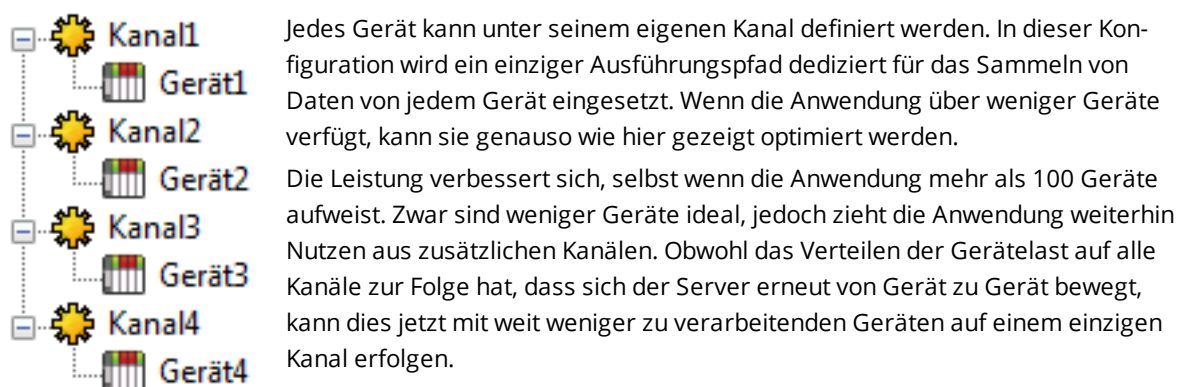 Kanal1
Gerät1
Kanal2
Gerät2
Kanal3
Gerät3
Kanal4
Gerät4
Jedes Gerät kann unter seinem eigenen Kanal definiert werden. In dieser Kon-
figuration wird ein einziger Ausführungspfad dediziert für das Sammeln von
Daten von jedem Gerät eingesetzt. Wenn die Anwendung über weniger Geräte
verfügt, kann sie genauso wie hier gezeigt optimiert werden.
Die Leistung verbessert sich, selbst wenn die Anwendung mehr als 100 Geräte
aufweist. Zwar sind weniger Geräte ideal, jedoch zieht die Anwendung weiterhin
Nutzen aus zusätzlichen Kanälen. Obwohl das Verteilen der Gerätelast auf alle
Kanäle zur Folge hat, dass sich der Server erneut von Gerät zu Gerät bewegt,
kann dies jetzt mit weit weniger zu verarbeitenden Geräten auf einem einzigen
Kanal erfolgen.